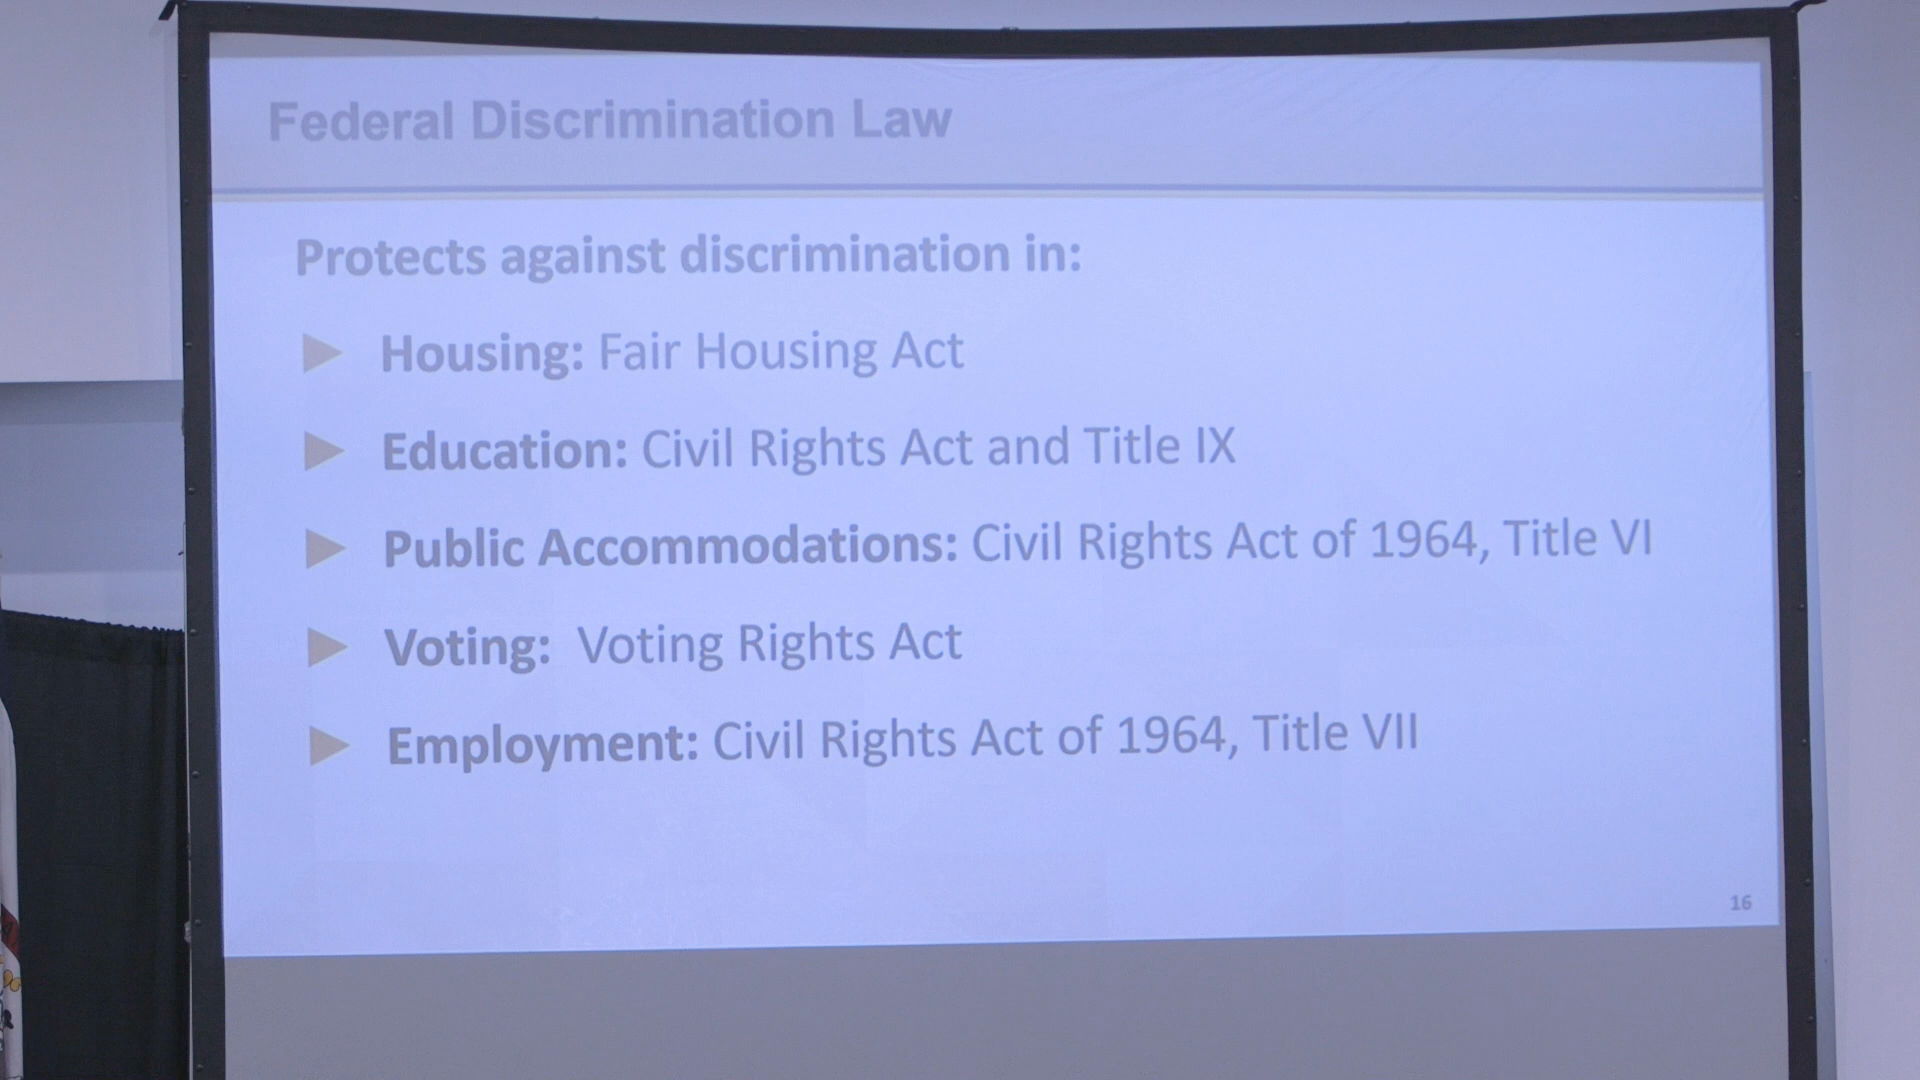 Federal Discrimination Law
Protects against discrimination in:
Housing: Fair Housing Act
Education: Civil Rights Act and Title IX
Public Accommodations: Civil Rights Act of 1964, Title VI
Voting: Voting Rights Act
Employment: Civil Rights Act of 1964, Title VII
16